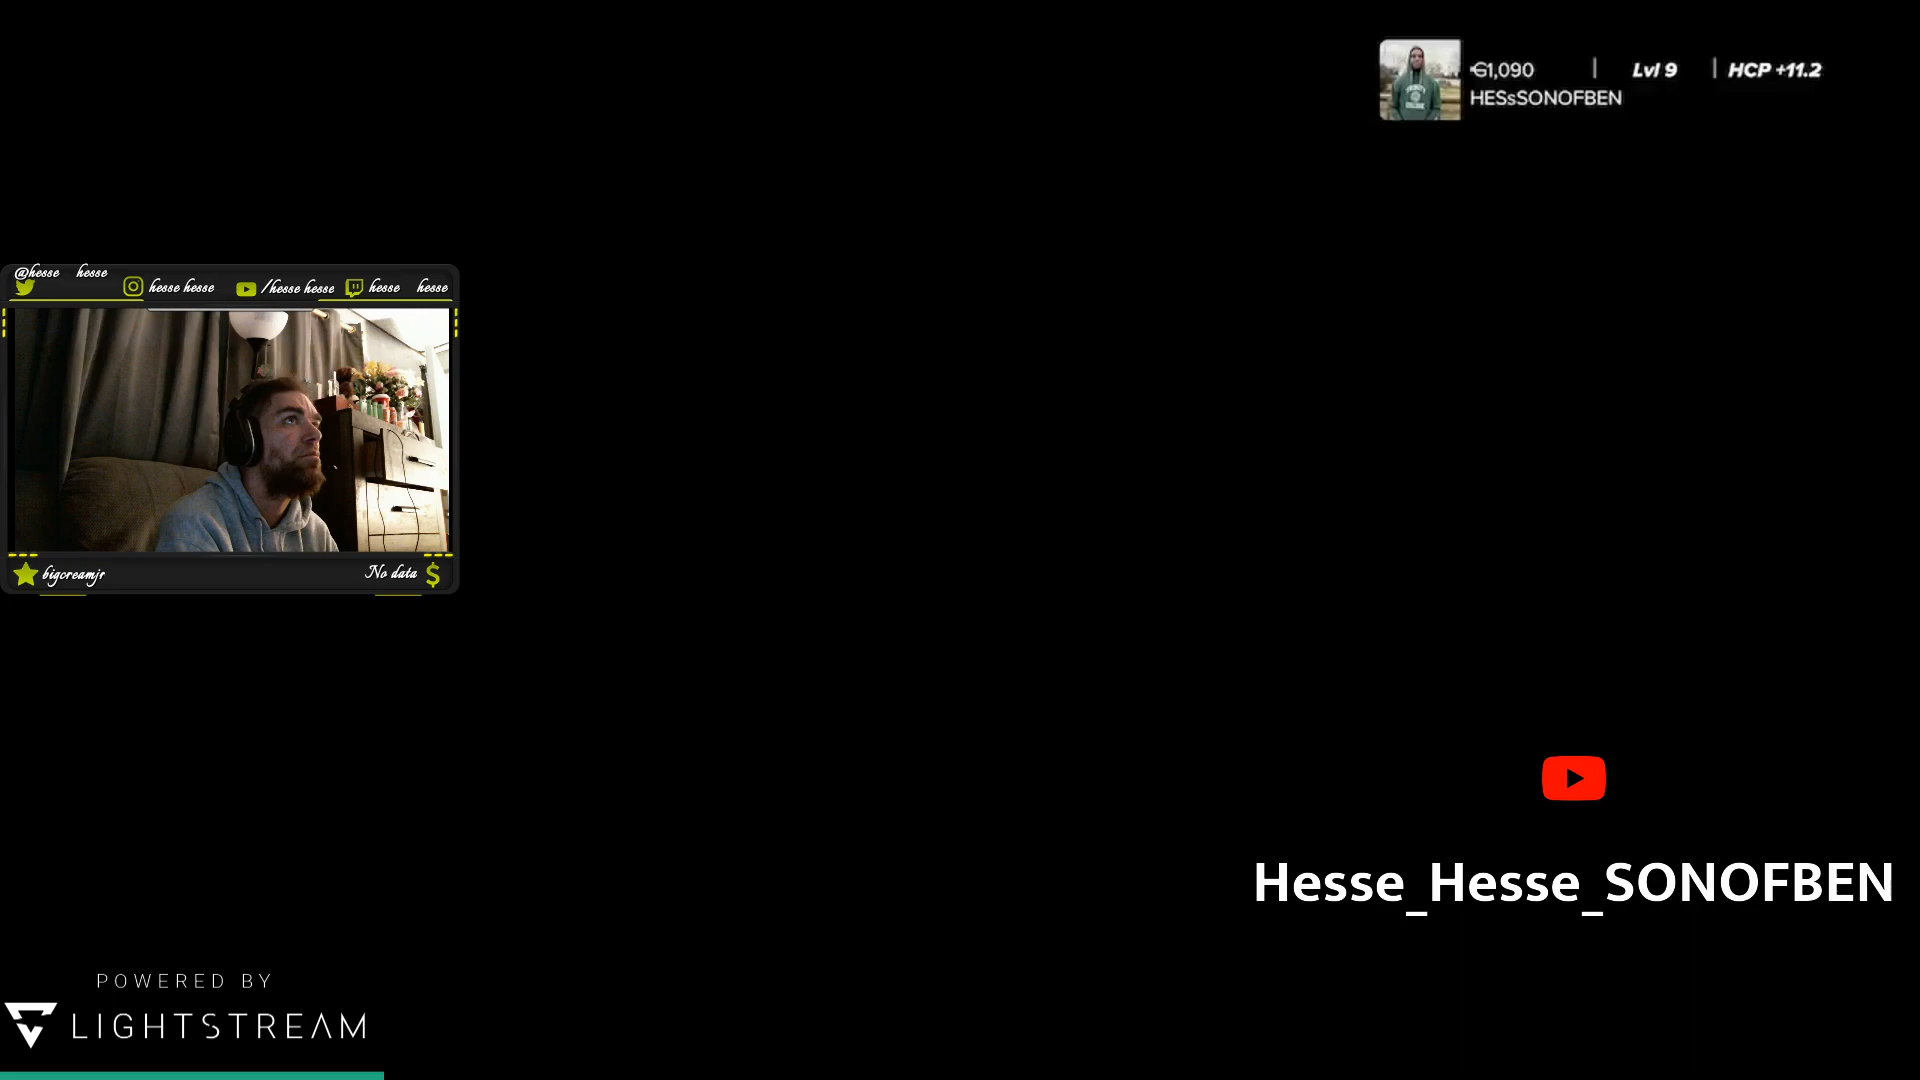 G1,090 | Lvl 9 | HCP +11.2
HESsSONOFBEN
@hesse hesse
hesse hesse
/hesse hesse
hesse hesse
bigcreamjr
No data
Hesse_Hesse_SONOFBEN
POWERED BY
LIGHTSTREAM